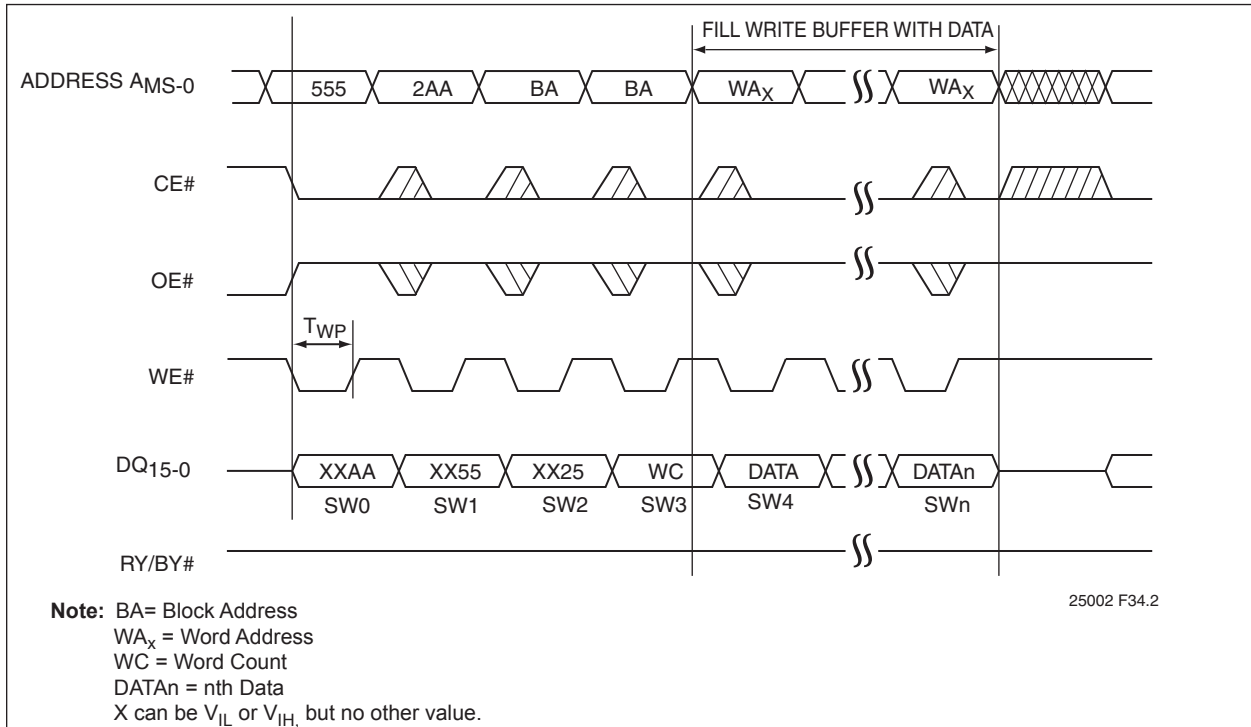 FILL WRITE BUFFER WITH DATA
ADDRESS AMS-0 555 2AA BA BA WAX WAX
CE#
OE#
TWP
WE#
DQ15-0 XXAA XX55 XX25 WC DATA DATAn
SW0 SW1 SW2 SW3 SW4 SWn
RY/BY#
25002 F34.2
Note: BA= Block Address
WAx = Word Address
WC = Word Count
DATAn = nth Data
X can be VIL or VIH, but no other value.